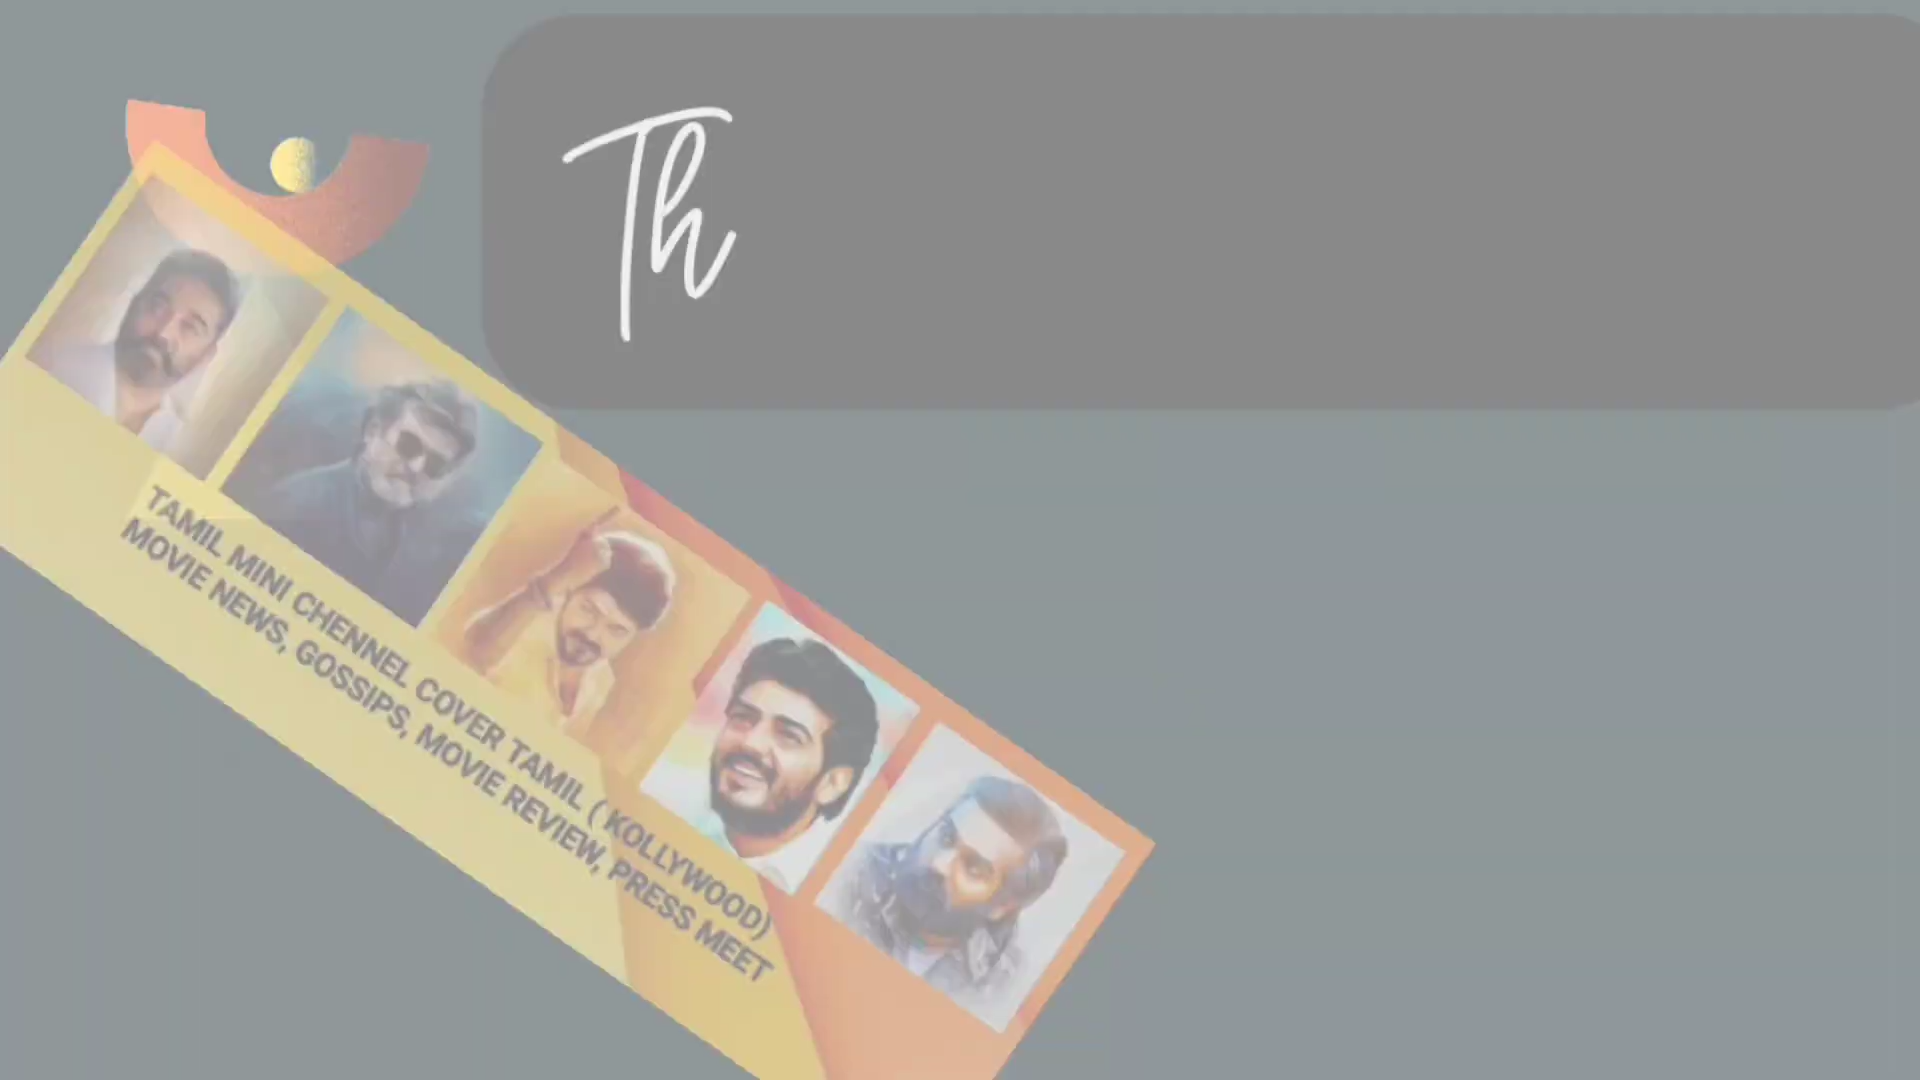 Th
TAMIL MINI CHENNEL COVER TAMIL ( KOLLYWOOD)
MOVIE NEWS, GOSSIPS, MOVIE REVIEW, PRESS MEET